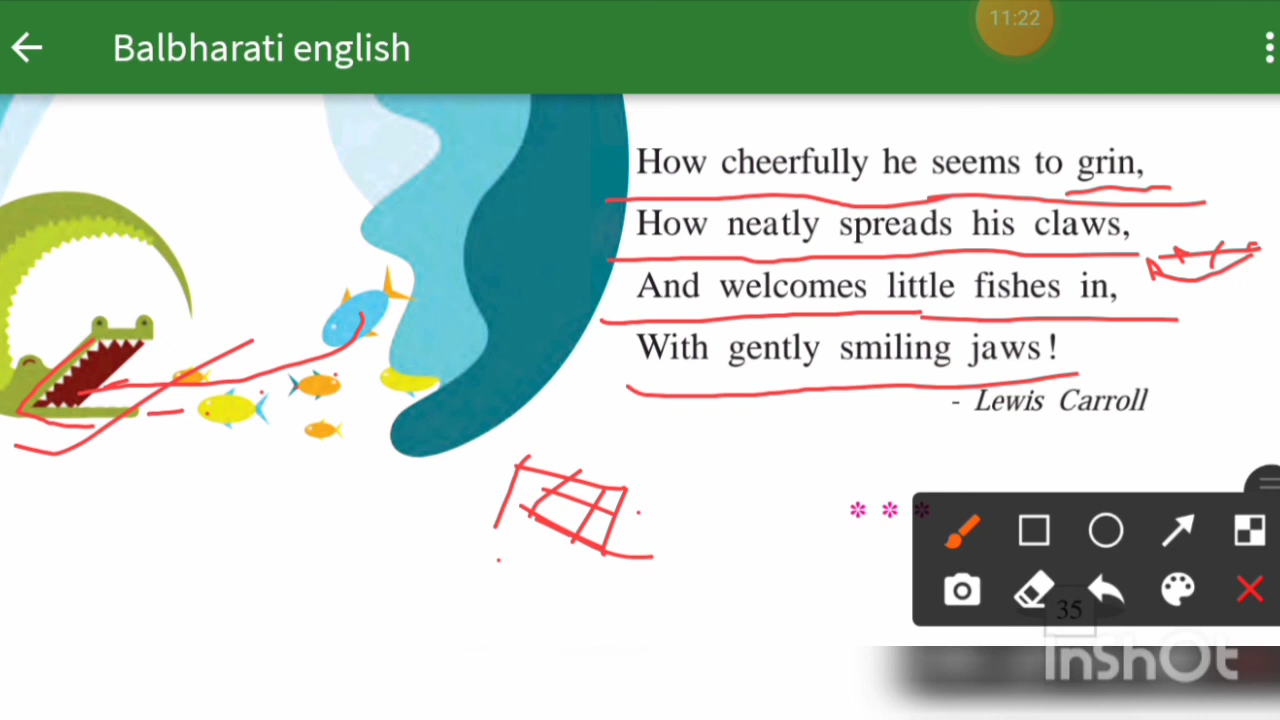 11:22
Balbharati english
How cheerfully he seems to grin,
How neatly spreads his claws,
And welcomes little fishes in,
With gently smiling jaws!
- Lewis Carroll
* * *
35
InShOt